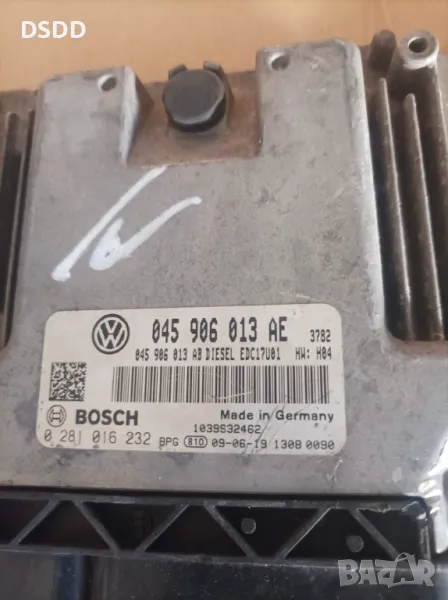 DSDD
045 906 013 AE 3782
045 906 013 AB DIESEL EDC17U01 HW: H04
BOSCH
Made in Germany
1039S32462
0 281 016 232 BPG 810 09-06-19 1308 0090
bazar